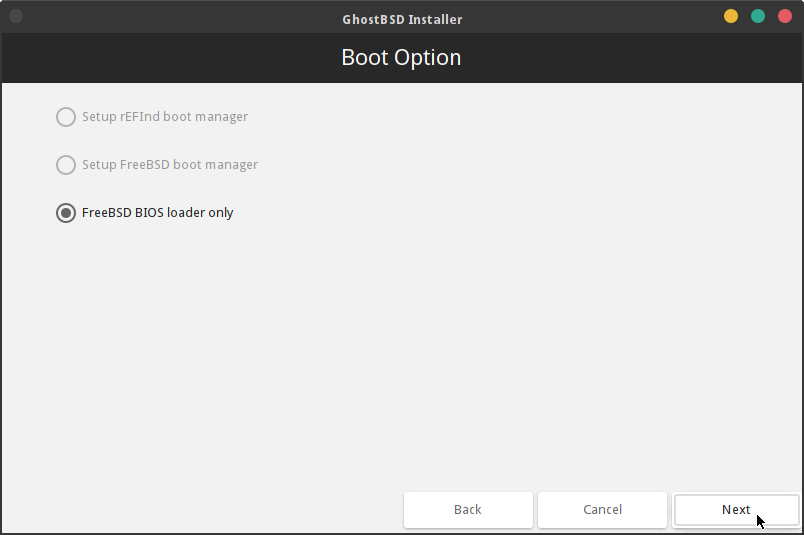 GhostBSD Installer
Boot Option
Setup rEFInd boot manager
Setup FreeBSD boot manager
FreeBSD BIOS loader only
Back Cancel Next